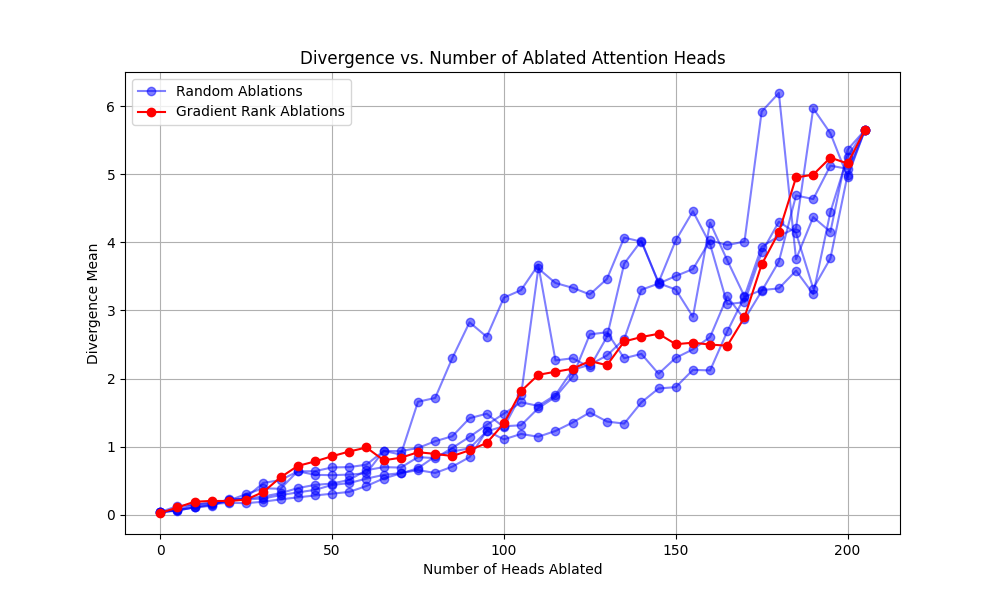 Divergence vs. Number of Ablated Attention Heads
Random Ablations
Gradient Rank Ablations
Divergence Mean
6
5
4
3
2
1
0
0 50 100 150 200
Number of Heads Ablated